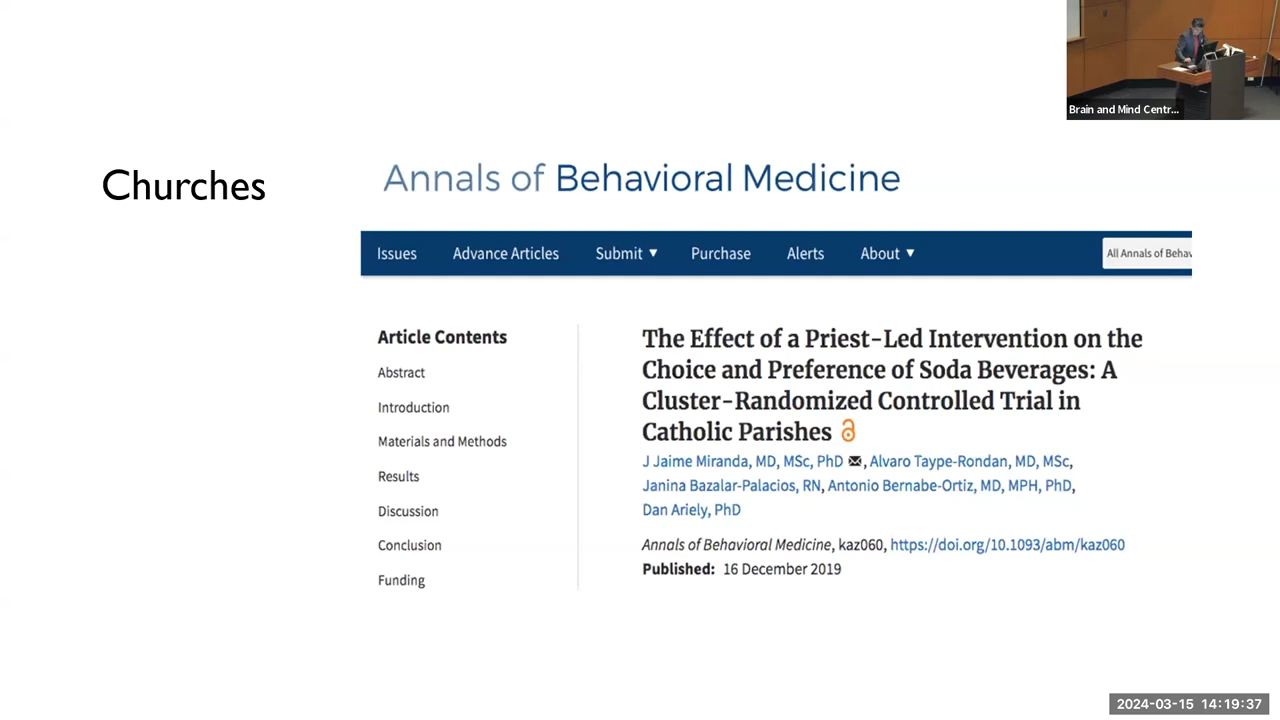 Brain and Mind Centr...
Churches
Annals of Behavioral Medicine
Issues Advance Articles Submit ▼ Purchase Alerts About ▼ All Annals of Behav
Article Contents
Abstract
Introduction
Materials and Methods
Results
Discussion
Conclusion
Funding
The Effect of a Priest-Led Intervention on the
Choice and Preference of Soda Beverages: A
Cluster-Randomized Controlled Trial in
Catholic Parishes
J Jaime Miranda, MD, MSc, PhD ✉, Alvaro Taype-Rondan, MD, MSc,
Janina Bazalar-Palacios, RN, Antonio Bernabe-Ortiz, MD, MPH, PhD,
Dan Ariely, PhD
Annals of Behavioral Medicine, kaz060, https://doi.org/10.1093/abm/kaz060
Published: 16 December 2019
2024-03-15 14:19:37